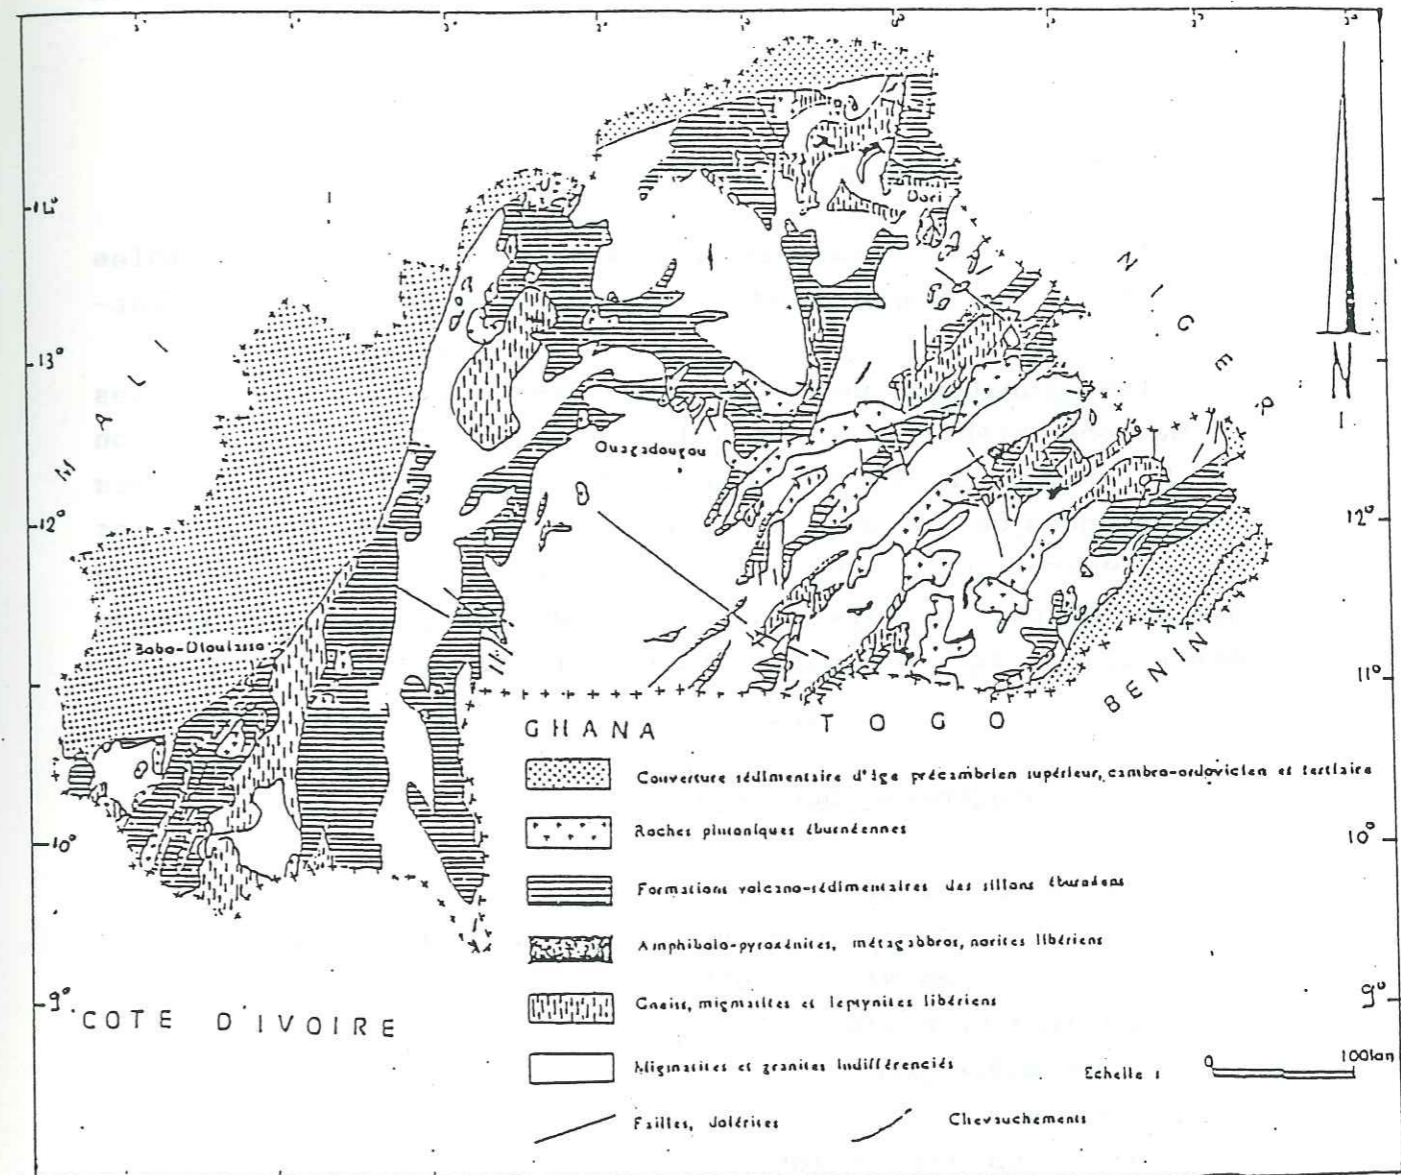 14°
13°
12°
10°
9°
12°
11°
10°
9°
MALI
NIGER
N
Dori
Ouagadougou
Bobo-Dioulasso
BENIN
GHANA
TOGO
COTE D'IVOIRE
Couverture sédimentaire d'âge précambrien supérieur, cambro-ordovicien et tertiaire
Roches plutoniques éburnéennes
Formations volcano-sédimentaires des sillons éburnéens
Amphibolo-pyroxénites, métagabbros, norites libériens
Gneiss, migmatites et leptynites libériens
Migmatites et granites indifférenciés
Echelle :
0 100km
Failles, dolérites
Chevauchements